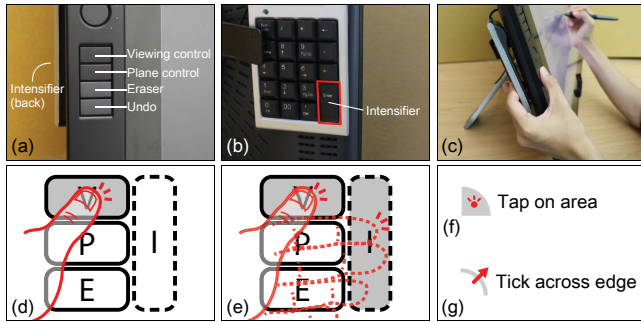 Viewing control
Plane control
Eraser
Undo
Intensifier
(back)
(a)
Intensifier
(b)
(c)
V
P
E
I
(d)
V
P
E
I
(e)
Tap on area
(f)
Tick across edge
(g)